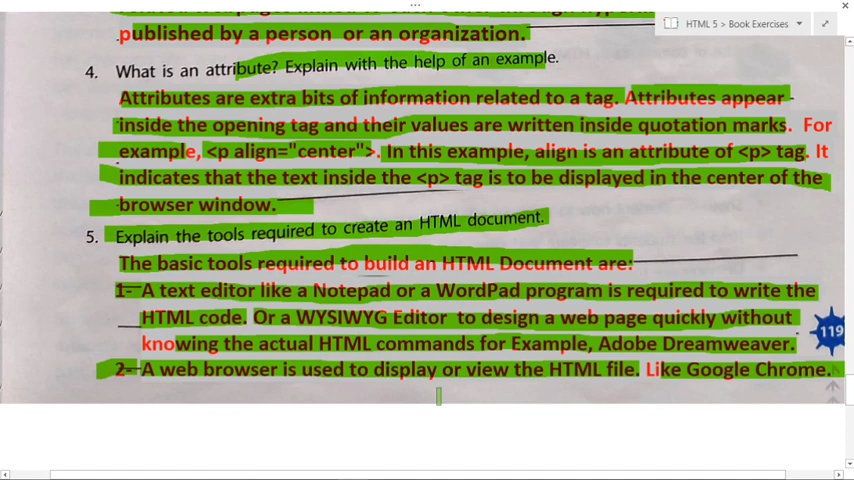 HTML 5 > Book Exercises
published by a person or an organization.
4. What is an attribute? Explain with the help of an example.
Attributes are extra bits of information related to a tag. Attributes appear
inside the opening tag and their values are written inside quotation marks. For
example, <p align="center">. In this example, align is an attribute of <p> tag. It
indicates that the text inside the <p> tag is to be displayed in the center of the
browser window.
5. Explain the tools required to create an HTML document.
The basic tools required to build an HTML Document are:
1- A text editor like a Notepad or a WordPad program is required to write the
HTML code. Or a WYSIWYG Editor to design a web page quickly without
119
knowing the actual HTML commands for Example, Adobe Dreamweaver.
2- A web browser is used to display or view the HTML file. Like Google Chrome.